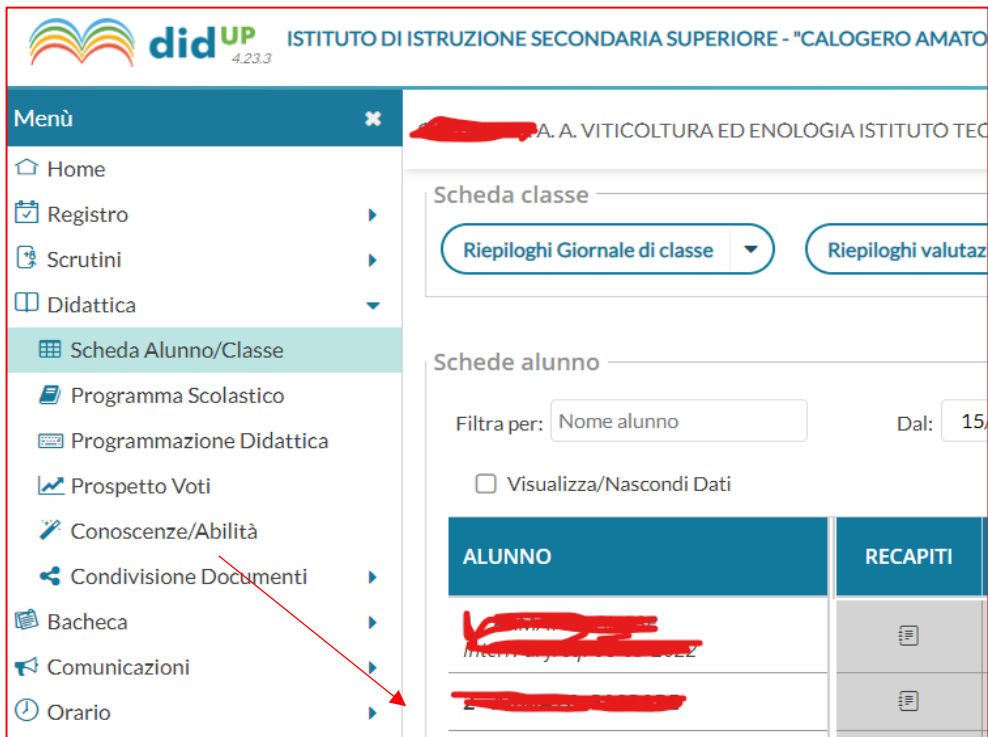 didUP
4.23.3
ISTITUTO DI ISTRUZIONE SECONDARIA SUPERIORE - "CALOGERO AMATO
Menù
Home
Registro
Scrutini
Didattica
Scheda Alunno/Classe
Programma Scolastico
Programmazione Didattica
Prospetto Voti
Conoscenze/Abilità
Condivisione Documenti
Bacheca
Comunicazioni
Orario
A. A. VITICOLTURA ED ENOLOGIA ISTITUTO TEC
Scheda classe
Riepiloghi Giornale di classe
Riepiloghi valutaz
Schede alunno
Filtra per: Nome alunno Dal: 15/
Visualizza/Nascondi Dati
ALUNNO RECAPITI